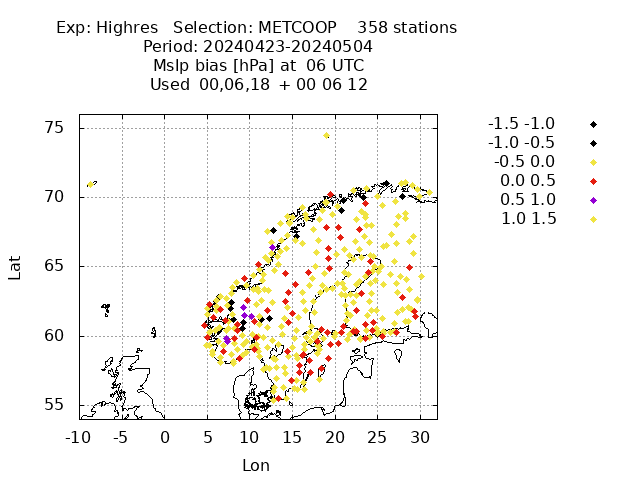 Exp: Highres Selection: METCOOP 358 stations
Period: 20240423-20240504
Mslp bias [hPa] at 06 UTC
Used 00,06,18 + 00 06 12
-1.5 -1.0
-1.0 -0.5
-0.5 0.0
0.0 0.5
0.5 1.0
1.0 1.5
75
70
65
60
55
Lat
-10 -5 0 5 10 15 20 25 30
Lon